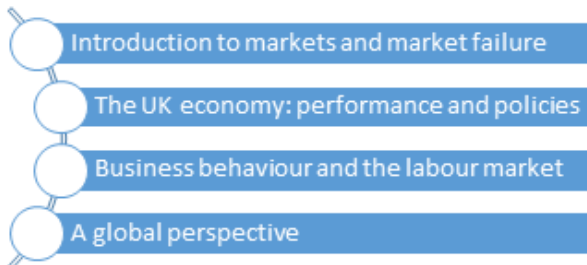 Introduction to markets and market failure
The UK economy: performance and policies
Business behaviour and the labour market
A global perspective